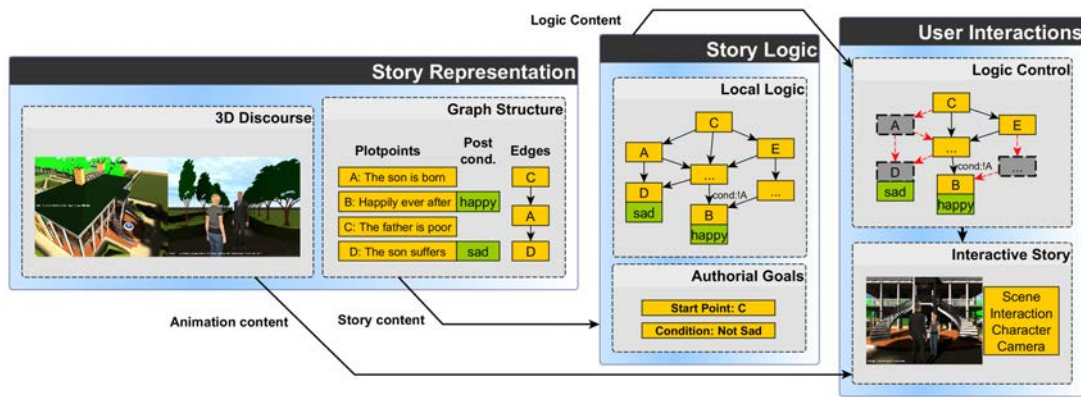 Logic Content
Story Representation
3D Discourse
Graph Structure
Plotpoints
Post
cond.
Edges
A: The son is born
B: Happily ever after
happy
C: The father is poor
D: The son suffers
sad
C
A
D
Animation content
Story content
Story Logic
Local Logic
C
A
E
...
D
...
sad
cond:!A
B
happy
Authorial Goals
Start Point: C
Condition: Not Sad
User Interactions
Logic Control
C
A
E
...
D
...
sad
cond:!A
B
happy
Interactive Story
Scene
Interaction
Character
Camera